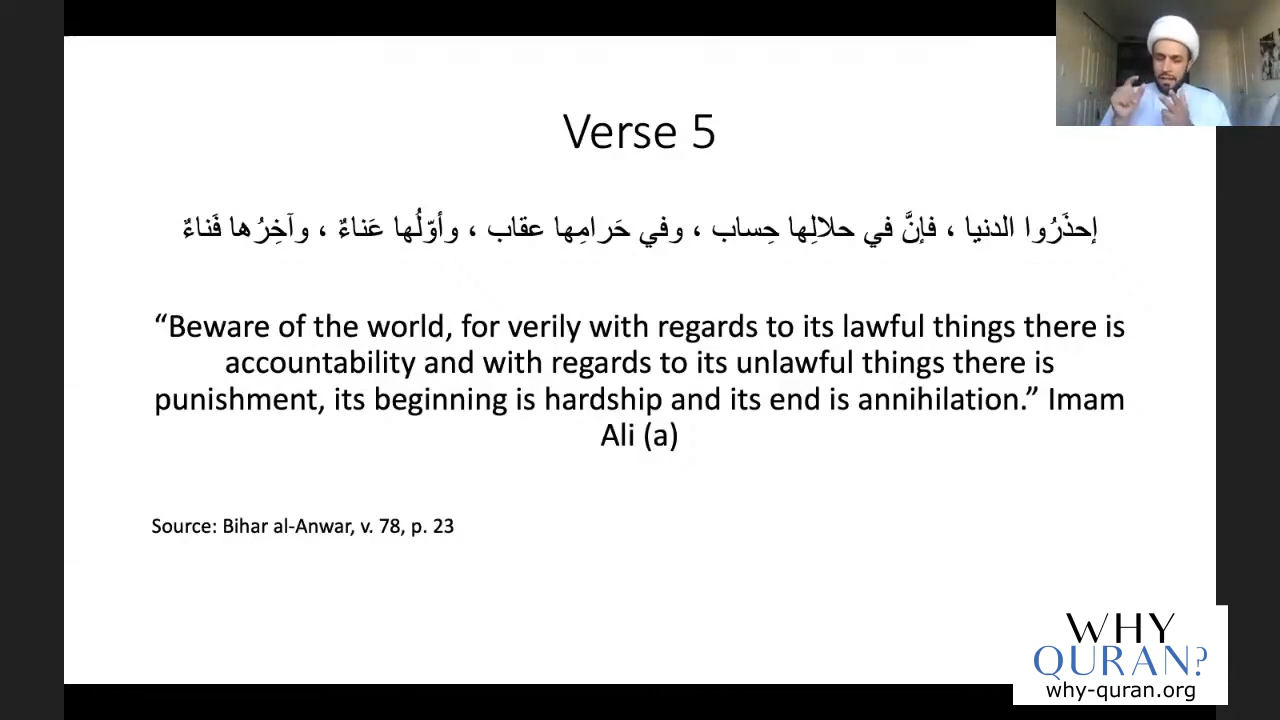 Verse 5
إحذَرُوا الدنيا ، فإنَّ في حلالِها حِساب ، وفي حَرامِها عقاب ، وأوّلُها عَناءٌ ، وآخِرُها فَناءٌ
“Beware of the world, for verily with regards to its lawful things there is
accountability and with regards to its unlawful things there is
punishment, its beginning is hardship and its end is annihilation.” Imam
Ali (a)
Source: Bihar al-Anwar, v. 78, p. 23
WHY
QURAN?
why-quran.org